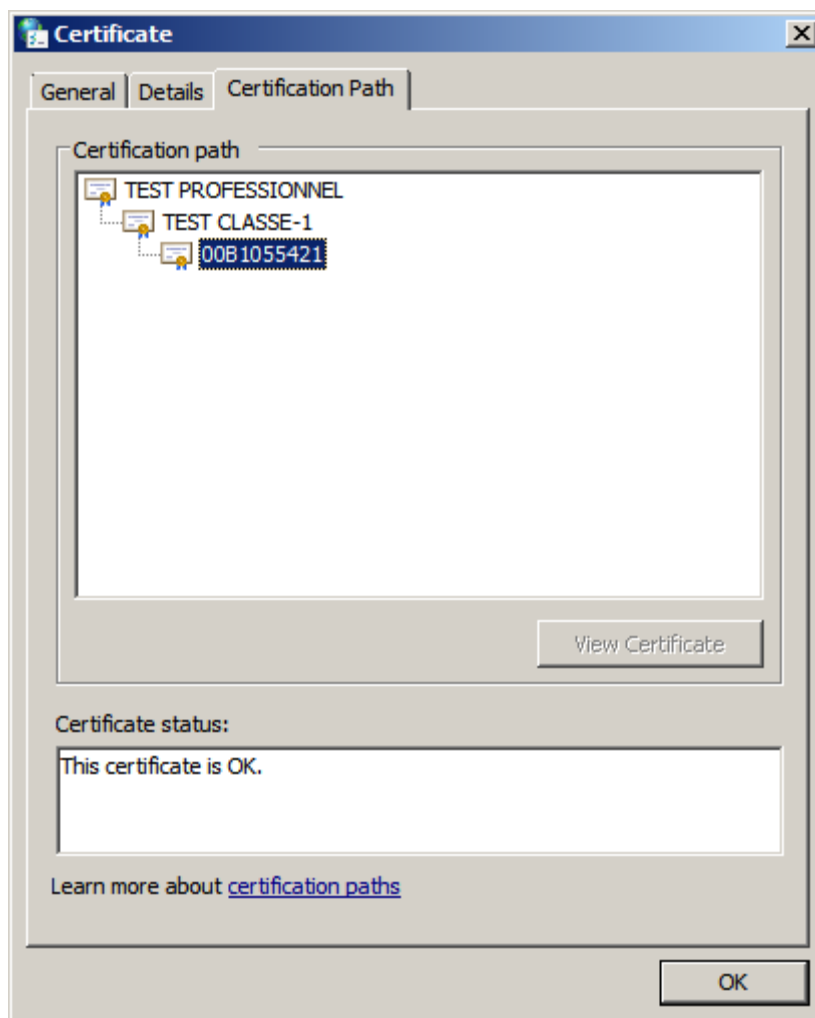 Certificate
General Details Certification Path
Certification path
TEST PROFESSIONNEL
TEST CLASSE-1
00B1055421
View Certificate
Certificate status:
This certificate is OK.
Learn more about certification paths
OK